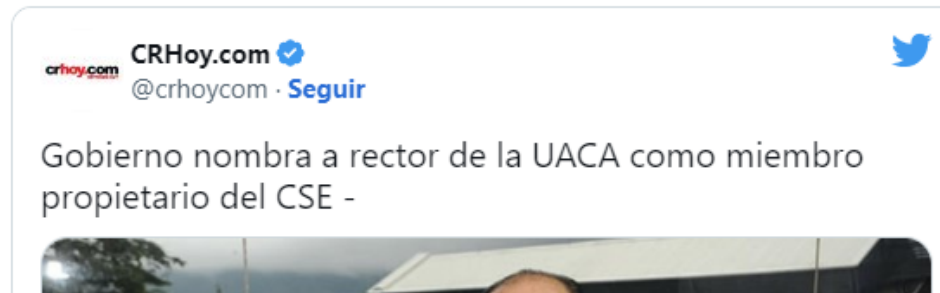 crhoy.com
CRHoy.com
@crhoycom · Seguir
Gobierno nombra a rector de la UACA como miembro
propietario del CSE -